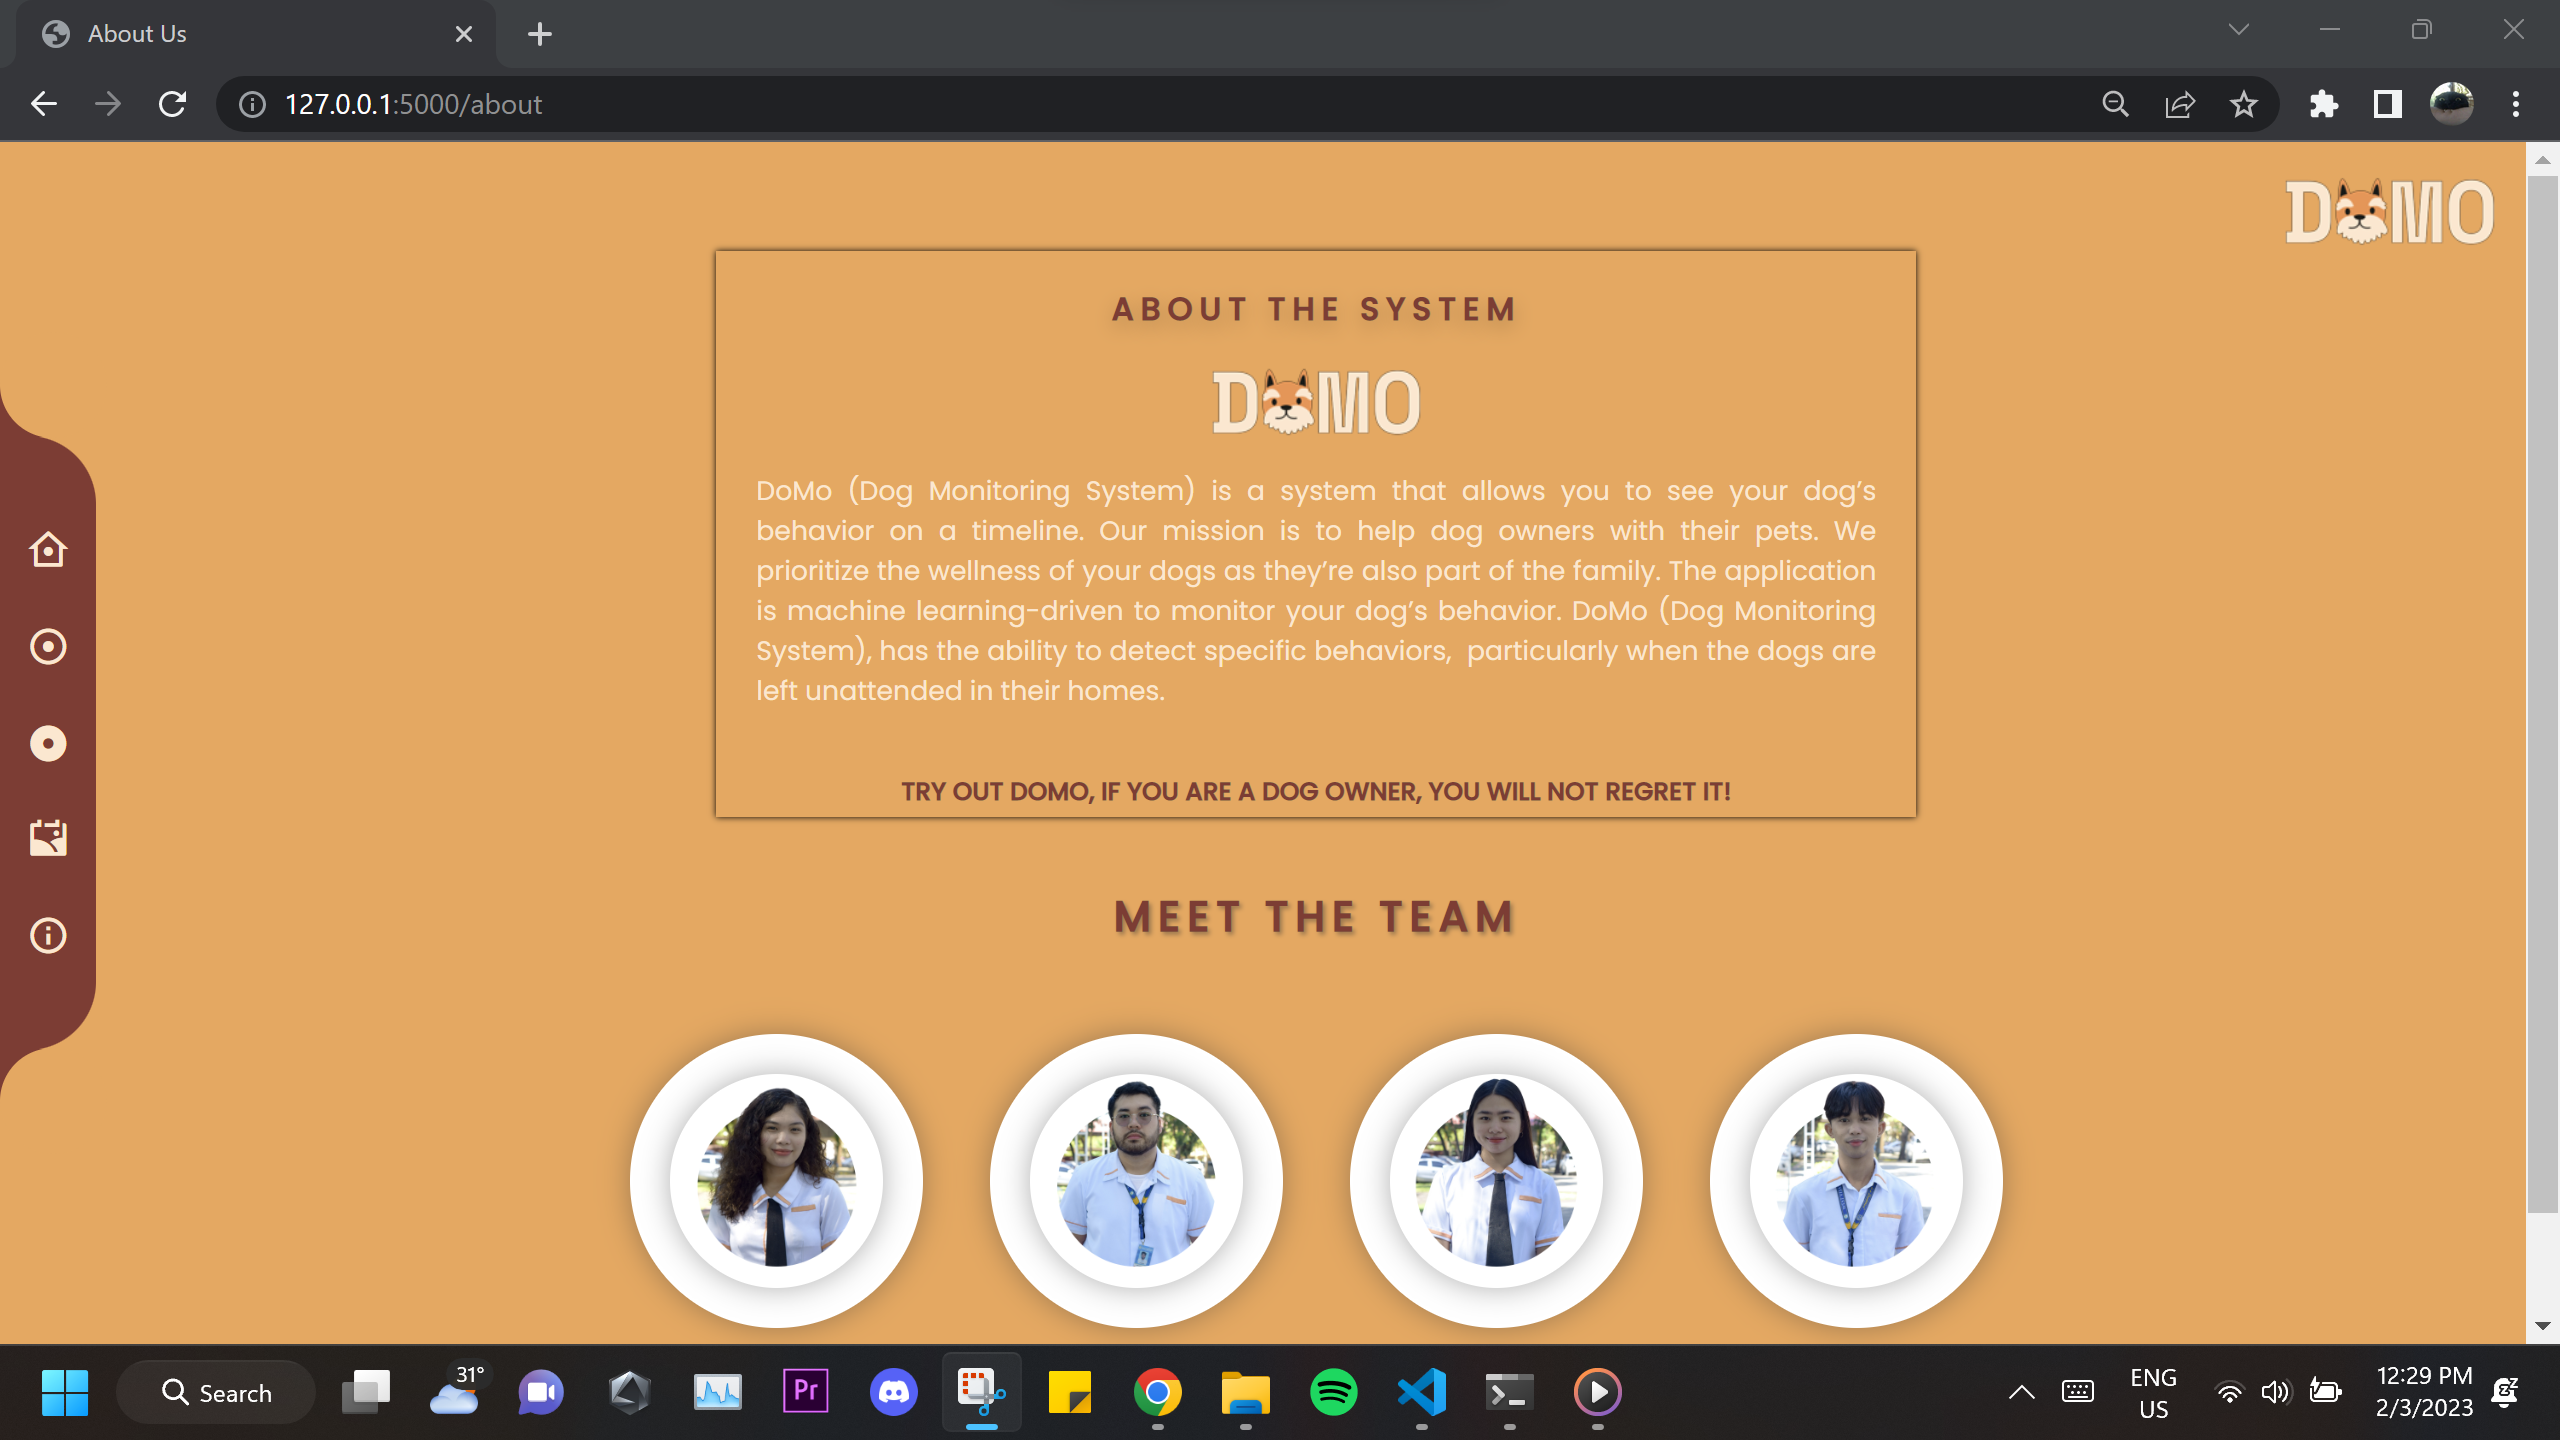 About Us
127.0.0.1:5000/about
DOMO
ABOUT THE SYSTEM
DOMO
DoMo (Dog Monitoring System) is a system that allows you to see your dog’s
behavior on a timeline. Our mission is to help dog owners with their pets. We
prioritize the wellness of your dogs as they’re also part of the family. The application
is machine learning-driven to monitor your dog’s behavior. DoMo (Dog Monitoring
System), has the ability to detect specific behaviors, particularly when the dogs are
left unattended in their homes.
TRY OUT DOMO, IF YOU ARE A DOG OWNER, YOU WILL NOT REGRET IT!
MEET THE TEAM
Search
31°
Pr
ENG
US
12:29 PM
2/3/2023